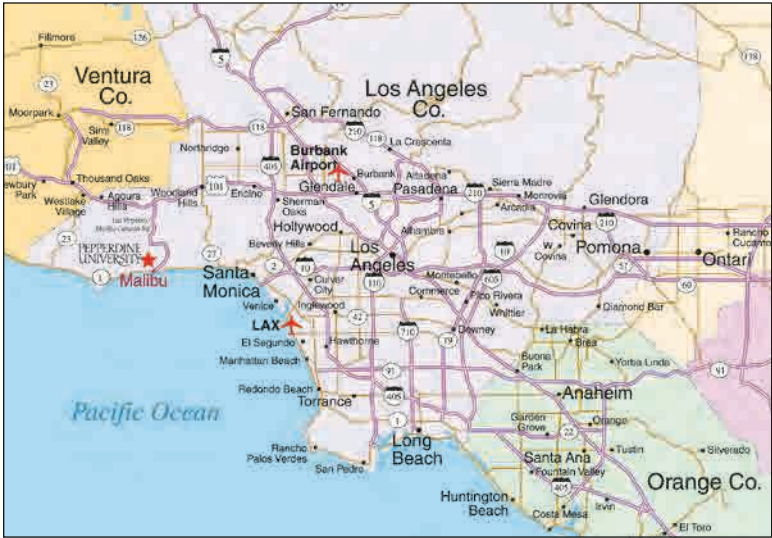 Fillmore
126
5
138
Ventura
Co.
23
Los Angeles
Co.
Moorpark
Simi
Valley
118
San Fernando
118
210
118
La Crescenta
Northridge
405
Burbank
Airport
Burbank
Altadena
101
Thousand Oaks
ewbury
Park
Westlake
Village
Agoura
Hills
Woodland
Hills
101
Encino
Sherman
Oaks
Glendale
5
Pasadena
210
Sierra Madre
Monrovia
Arcadia
Glendora
210
23
PEPPERDINE
UNIVERSITY
Malibu
1
27
Hollywood
Beverly Hills
Alhambra
Covina
W
Covina
Pomona
Rancho
Cucamo
Ontari
Los
Angeles
10
57
60
Santa
Monica
2
10
Culver
City
110
Montebello
Commerce
605
Pico Rivera
Whittier
Diamond Bar
Venice
Inglewood
LAX
42
710
19
Downey
La Habra
Brea
El Segundo
Hawthorne
Manhattan Beach
91
Buena
Park
Yorba Linda
91
Redondo Beach
Torrance
405
Anaheim
Pacific Ocean
1
Long
Beach
Garden
Grove
22
Orange
Rancho
Palos Verdes
San Pedro
Santa Ana
Tustin
Silverado
Fountain Valley
405
Orange Co.
Huntington
Beach
Costa Mesa
Irvin
El Toro